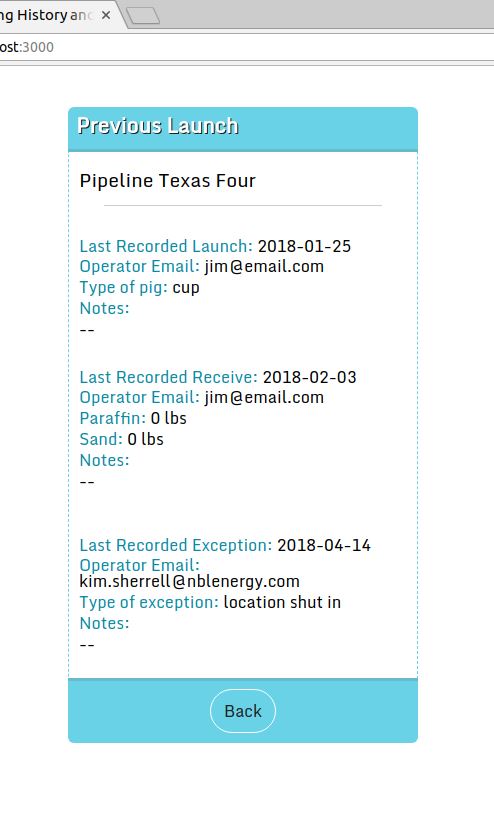 ng History and
ost:3000
Previous Launch
Pipeline Texas Four
Last Recorded Launch: 2018-01-25
Operator Email: jim@email.com
Type of pig: cup
Notes:
--
Last Recorded Receive: 2018-02-03
Operator Email: jim@email.com
Paraffin: 0 lbs
Sand: 0 lbs
Notes:
--
Last Recorded Exception: 2018-04-14
Operator Email:
kim.sherrell@nblenergy.com
Type of exception: location shut in
Notes:
--
Back